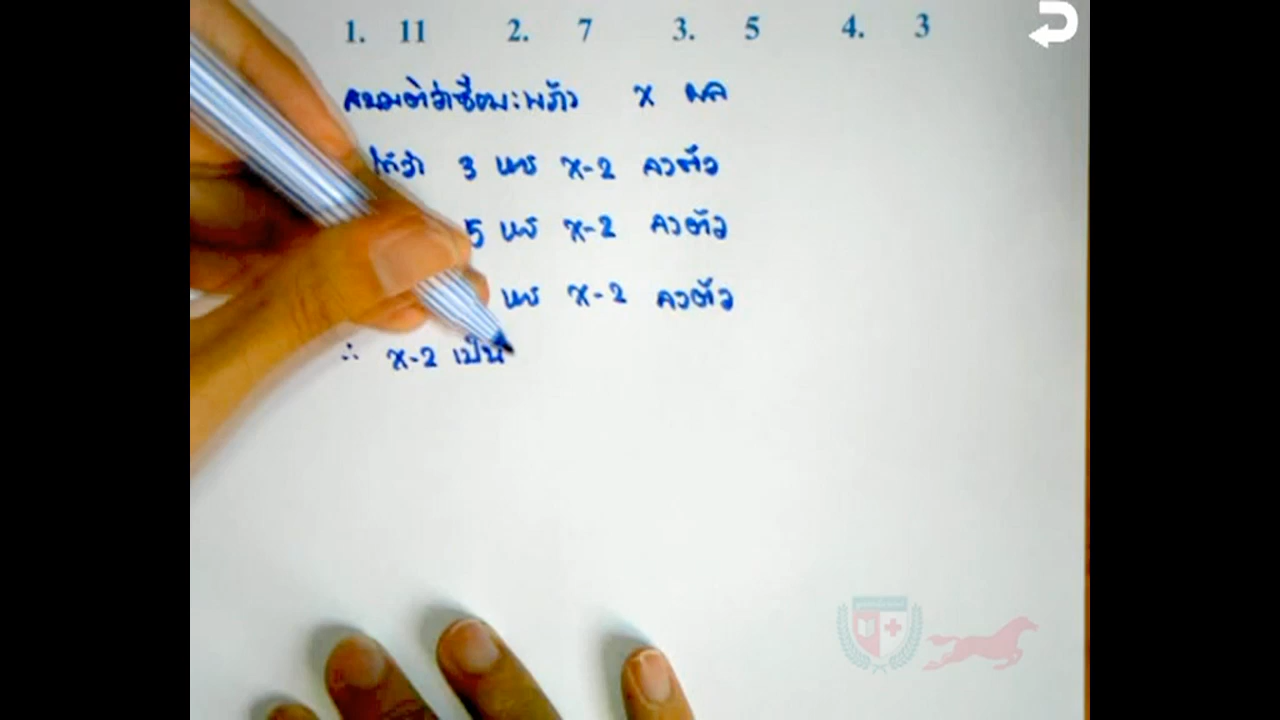 1. 11 2. 7 3. 5 4. 3
สมมติว่าซื้อมะพร้าว x ผล
ได้ว่า 3 หาร x-2 ลงตัว
5 หาร x-2 ลงตัว
หาร x-2 ลงตัว
∴ x-2 เป็น